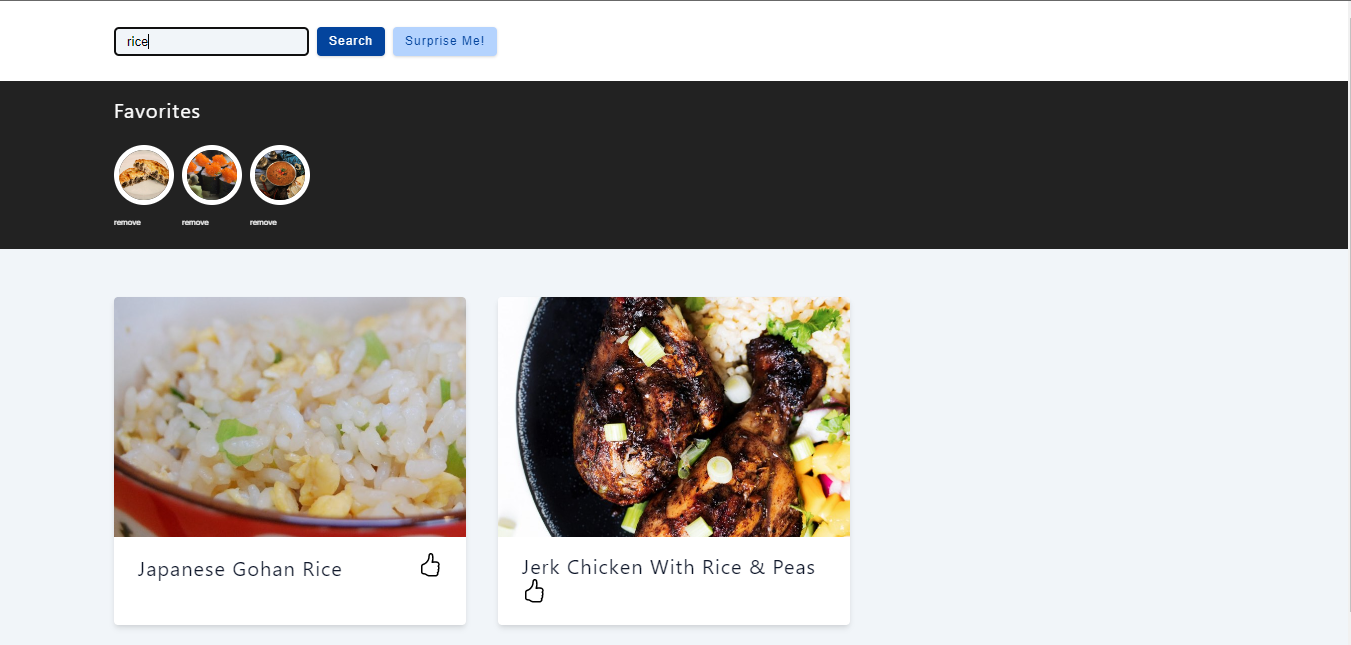 rice Search Surprise Me!
Favorites
remove remove remove
Japanese Gohan Rice
Jerk Chicken With Rice & Peas